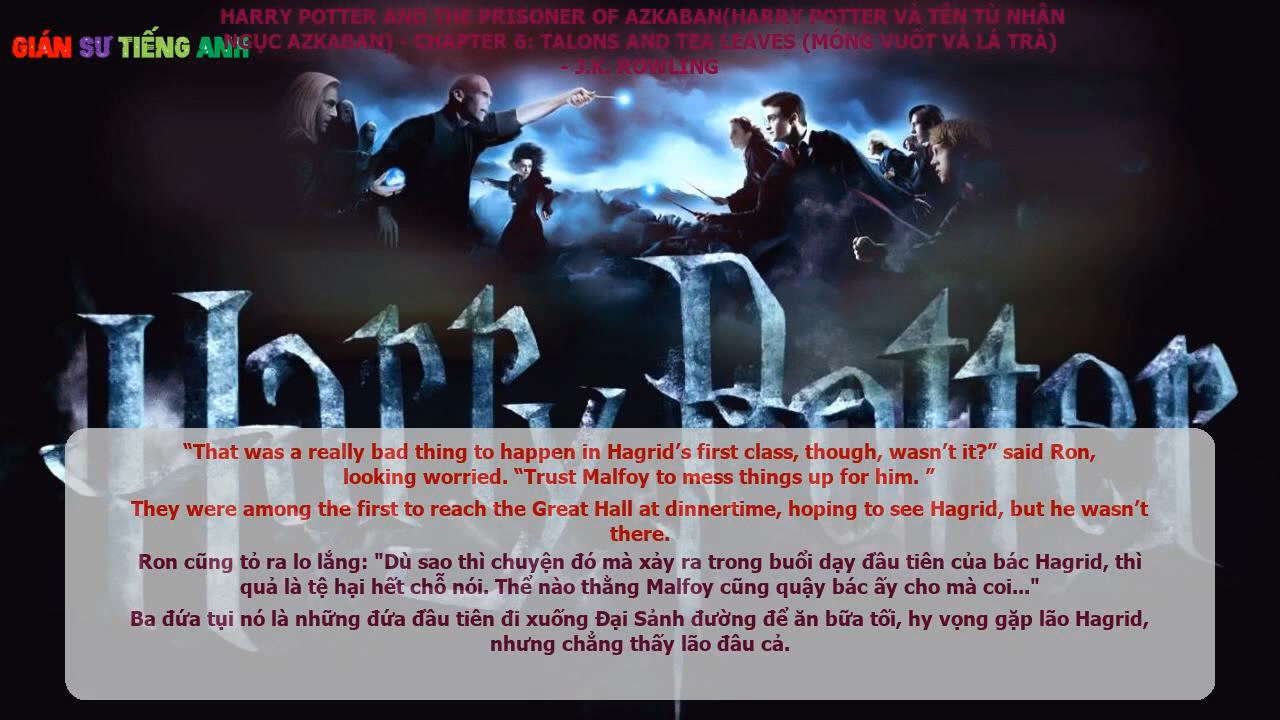 HARRY POTTER AND THE PRISONER OF AZKABAN(HARRY POTTER VÀ TÊN TÙ NHÂN
NGỤC AZKABAN) - CHAPTER 6: TALONS AND TEA LEAVES (MÓNG VUỐT VÀ LÁ TRÀ)
- J.K. ROWLING
GIÁN SƯ TIẾNG ANH
Harry Potter
“That was a really bad thing to happen in Hagrid’s first class, though, wasn’t it?” said Ron,
looking worried. “Trust Malfoy to mess things up for him. ”
They were among the first to reach the Great Hall at dinnertime, hoping to see Hagrid, but he wasn’t
there.
Ron cũng tỏ ra lo lắng: "Dù sao thì chuyện đó mà xảy ra trong buổi dạy đầu tiên của bác Hagrid, thì
quả là tệ hại hết chỗ nói. Thể nào thằng Malfoy cũng quậy bác ấy cho mà coi..."
Ba đứa tụi nó là những đứa đầu tiên đi xuống Đại Sảnh đường để ăn bữa tối, hy vọng gặp lão Hagrid,
nhưng chẳng thấy lão đâu cả.